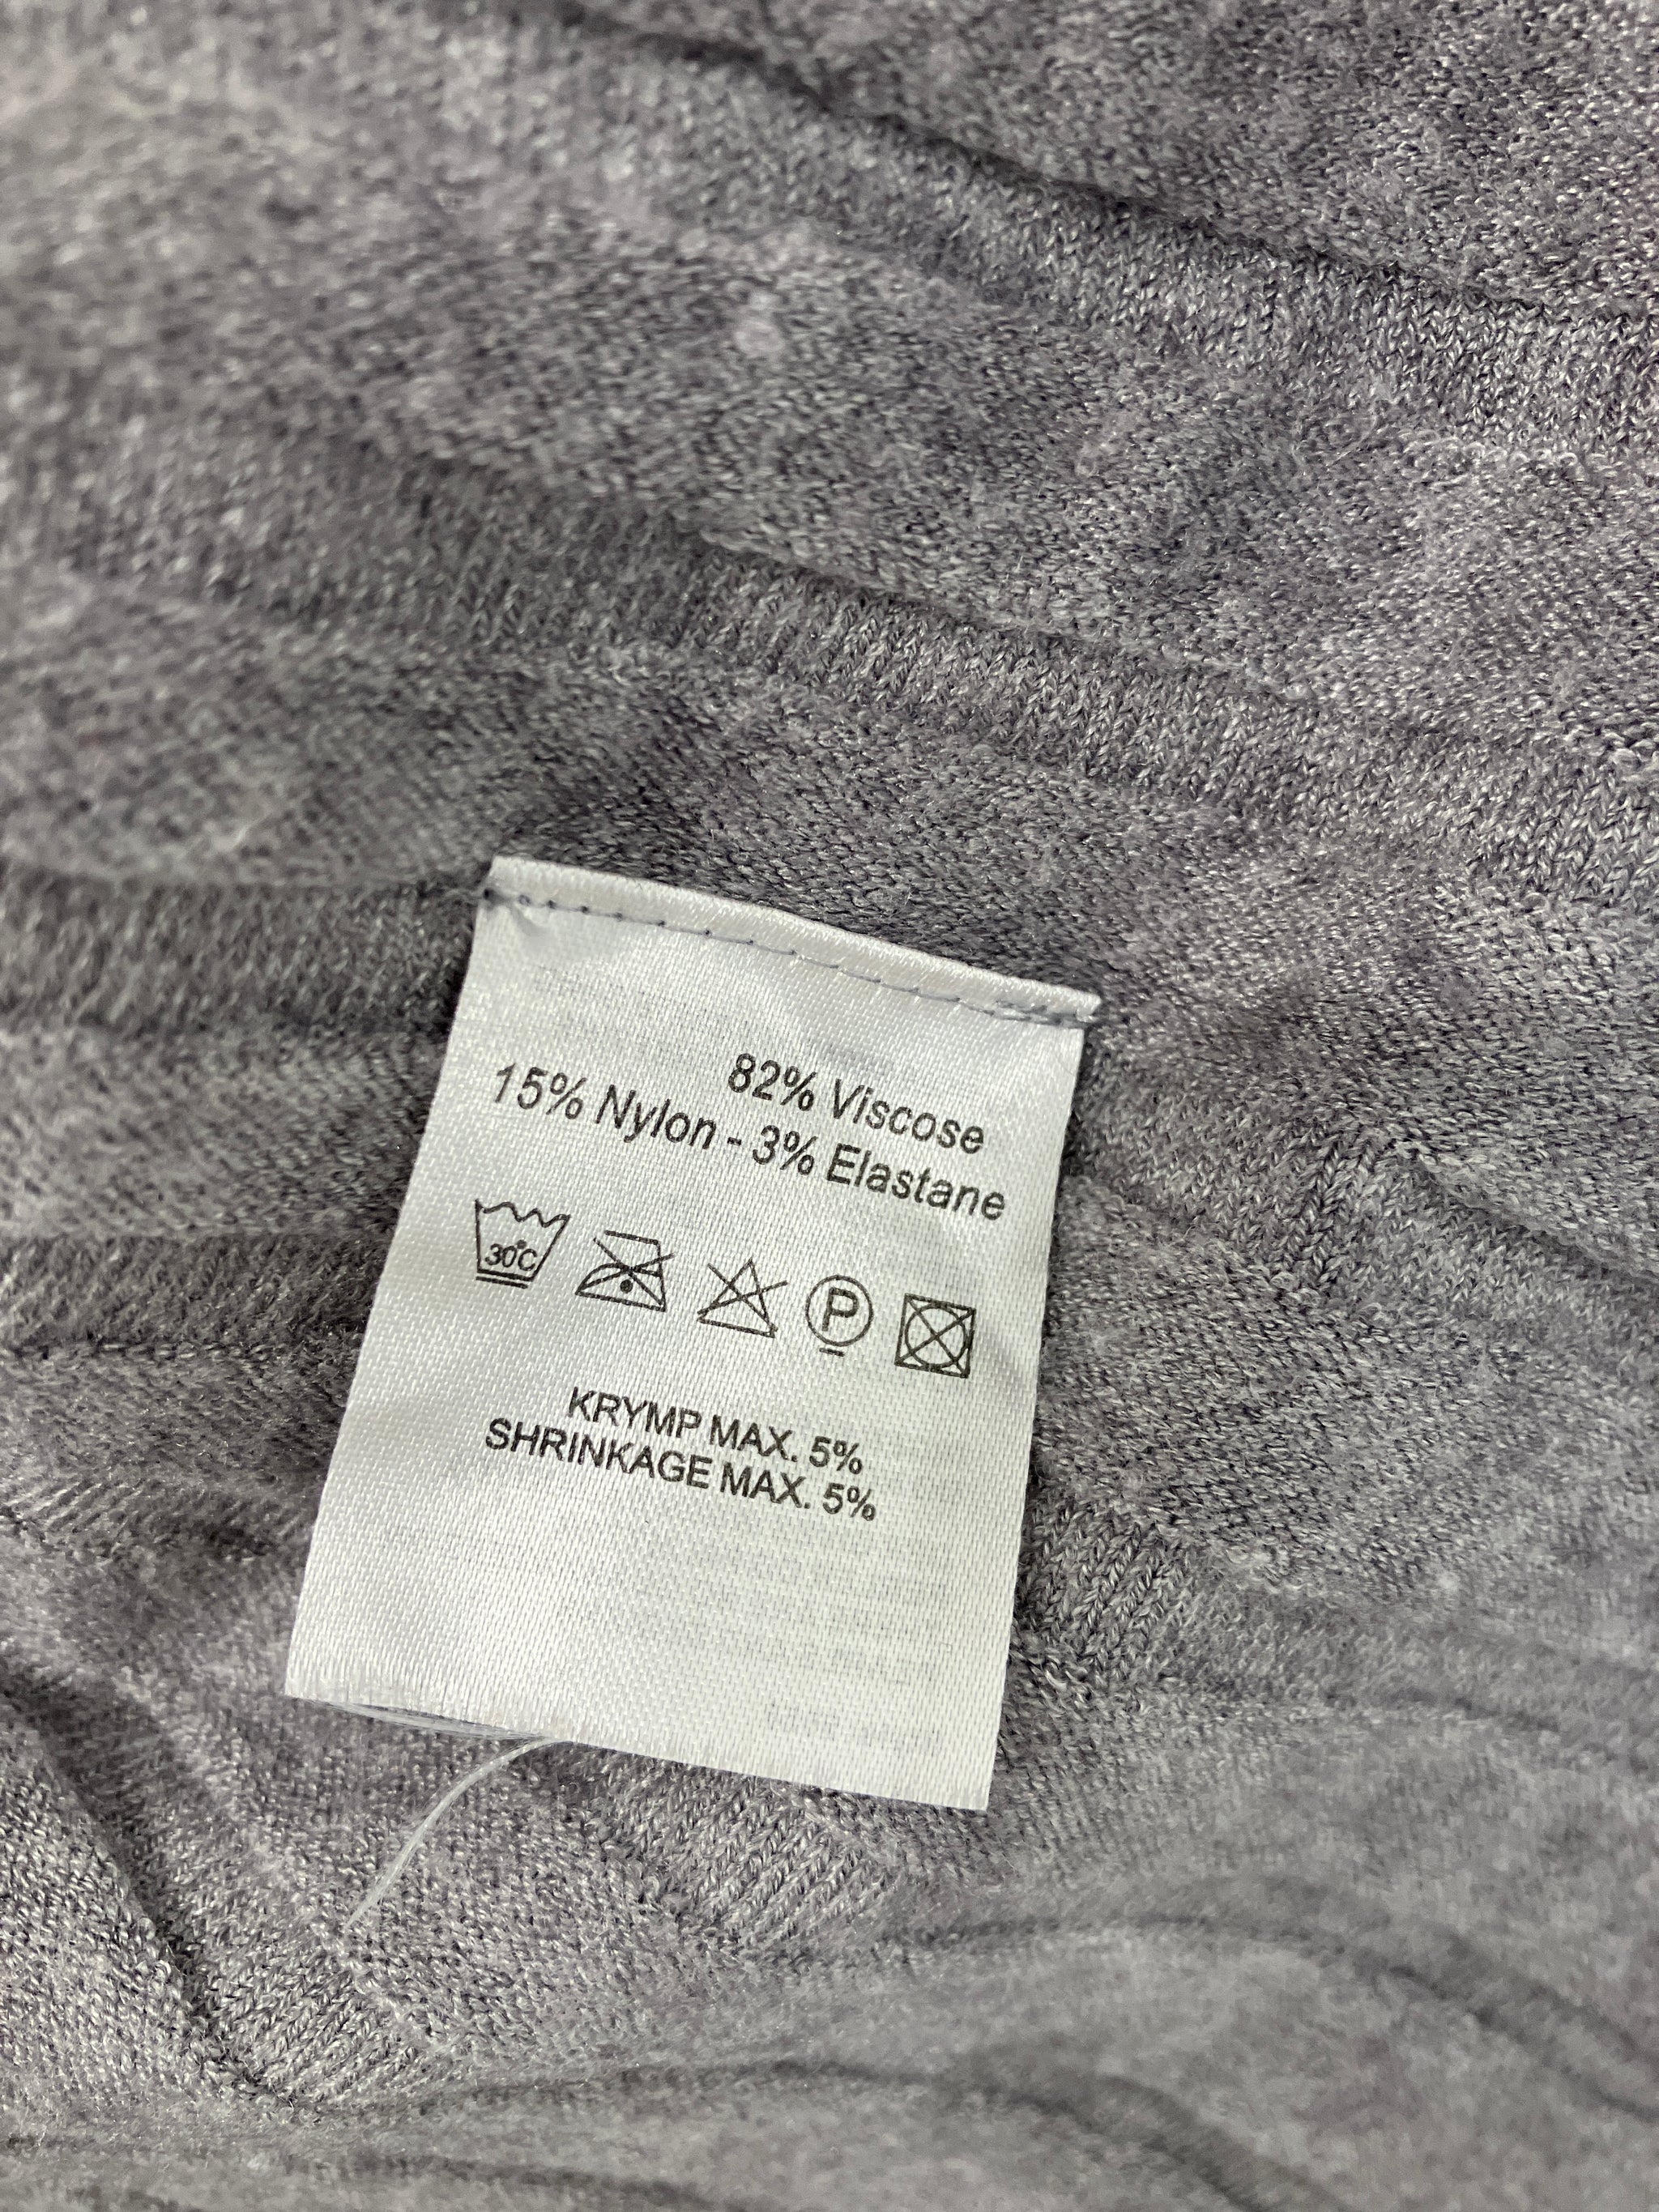 82% Viscose
15% Nylon - 3% Elastane
30°C P
KRYMP MAX. 5%
SHRINKAGE MAX. 5%